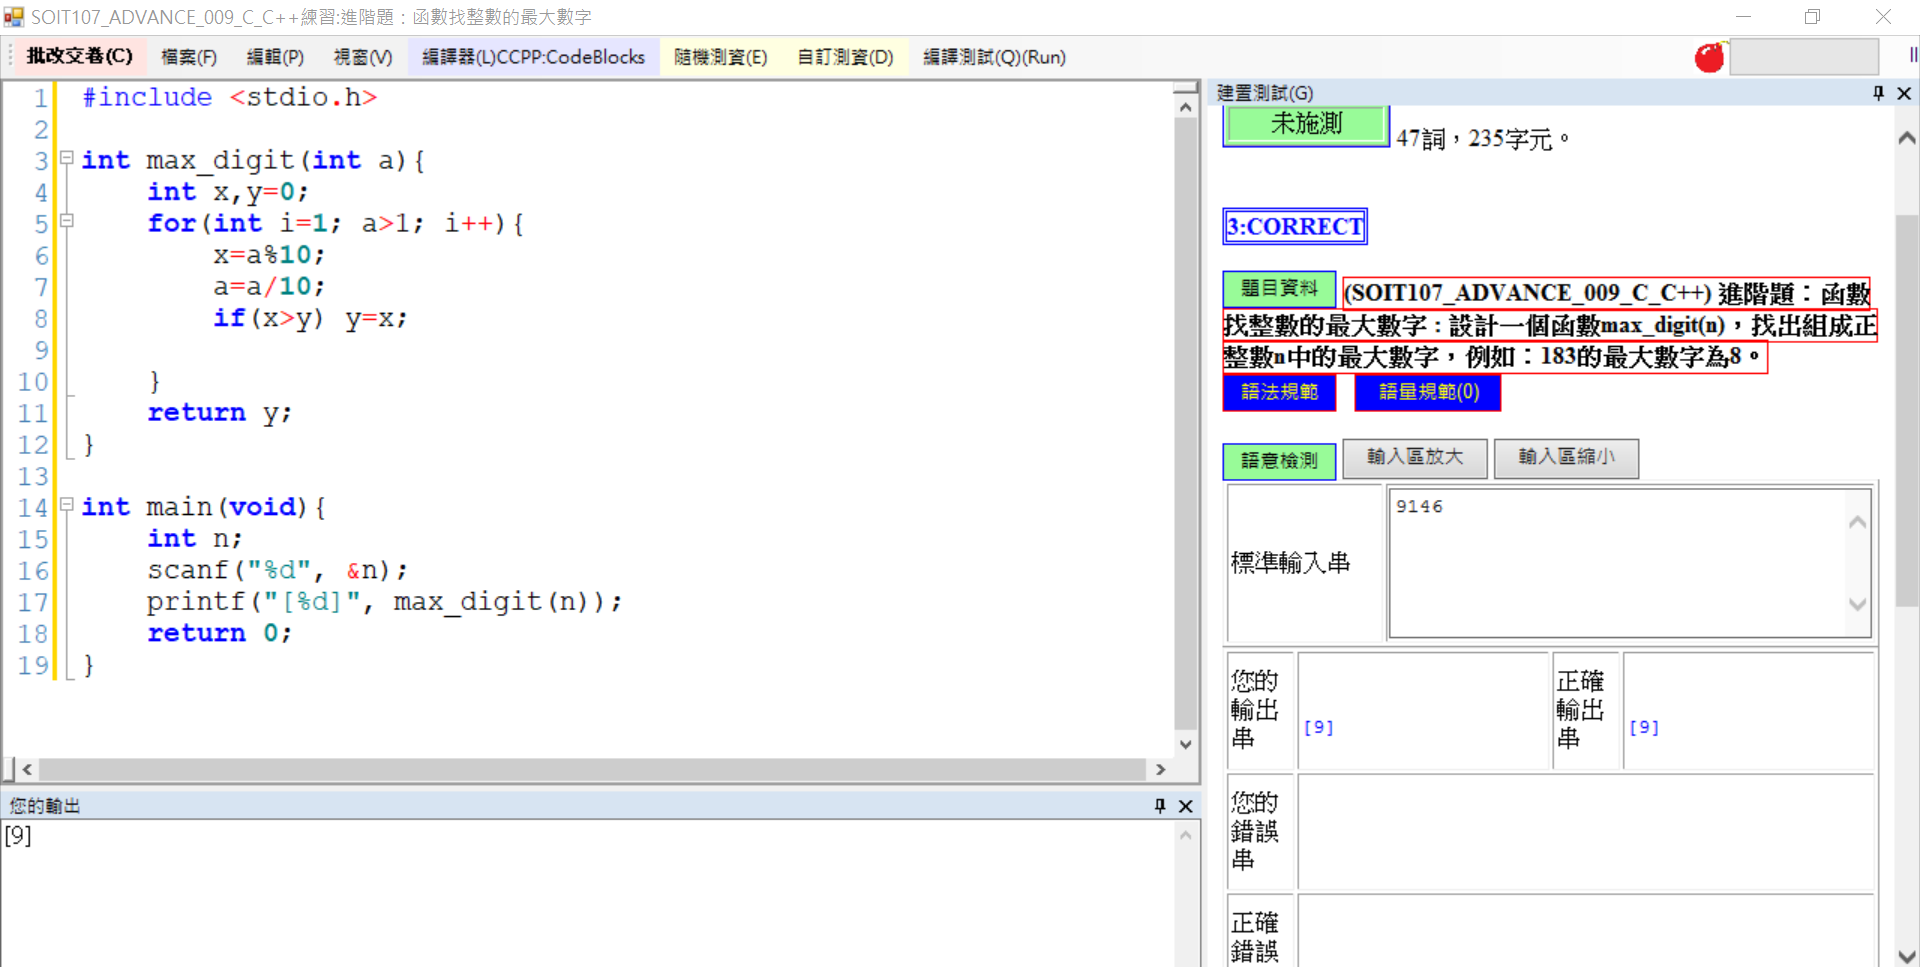 SOIT107_ADVANCE_009_C_C++練習:進階題：函數找整數的最大數字
批改交卷(C) 檔案(F) 編輯(P) 視窗(V) 編譯器(L)CCPP:CodeBlocks 隨機測資(E) 自訂測資(D) 編譯測試(Q)(Run)
1 #include <stdio.h>
2
3 int max_digit(int a){
4 int x,y=0;
5 for(int i=1; a>1; i++){
6 x=a%10;
7 a=a/10;
8 if(x>y) y=x;
9
10 }
11 return y;
12 }
13
14 int main(void){
15 int n;
16 scanf("%d", &n);
17 printf("[%d]", max_digit(n));
18 return 0;
19 }
您的輸出
[9]
建置測試(G)
未施測 47詞，235字元。
3:CORRECT
題目資料 (SOIT107_ADVANCE_009_C_C++) 進階題：函數
找整數的最大數字 : 設計一個函數max_digit(n)，找出組成正
整數n中的最大數字，例如：183的最大數字為8。
語法規範 語量規範(0)
語意檢測 輸入區放大 輸入區縮小
標準輸入串 9146
您的
輸出
串
[9]
正確
輸出
串
[9]
您的
錯誤
串
正確
錯誤